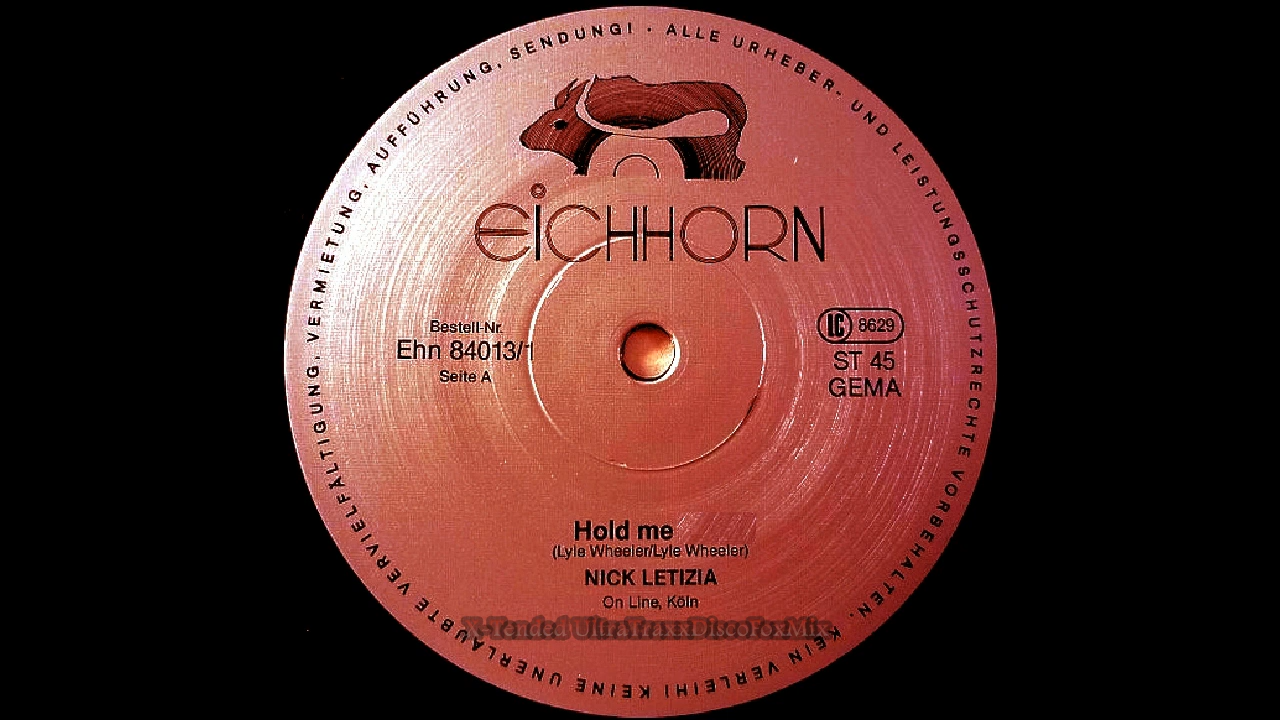 ALLE URHEBER- UND LEISTUNGSSCHUTZRECHTE VORBEHALTEN. KEIN VERLEIH! KEINE UNERLAUBTE VERVIELFÄLTIGUNG, VERMIETUNG, AUFFÜHRUNG, SENDUNG! ·
EICHHORN
Bestell-Nr.
Ehn 84013/1
Seite A
LC 8629
ST 45
GEMA
Hold me
(Lyle Wheeler/Lyle Wheeler)
NICK LETIZIA
On Line, Köln
X-Tended UltraTraxxDiscoFoxMix